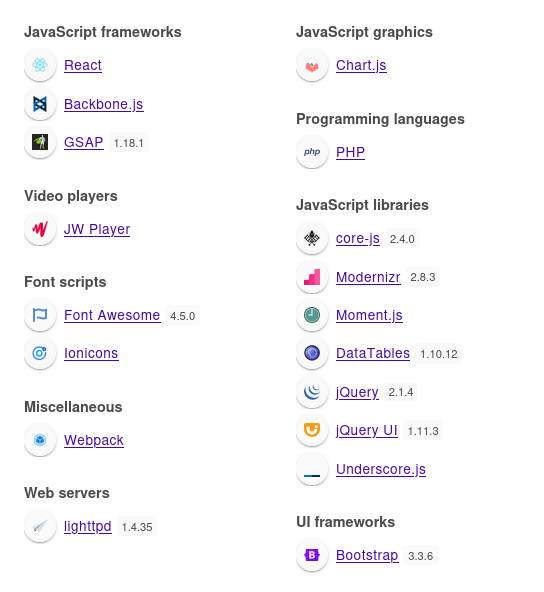 JavaScript frameworks
React
Backbone.js
GSAP 1.18.1
Video players
JW Player
Font scripts
Font Awesome 4.5.0
Ionicons
Miscellaneous
Webpack
Web servers
lighttpd 1.4.35
JavaScript graphics
Chart.js
Programming languages
php PHP
JavaScript libraries
core-js 2.4.0
Modernizr 2.8.3
Moment.js
DataTables 1.10.12
jQuery 2.1.4
jQuery UI 1.11.3
Underscore.js
UI frameworks
B Bootstrap 3.3.6